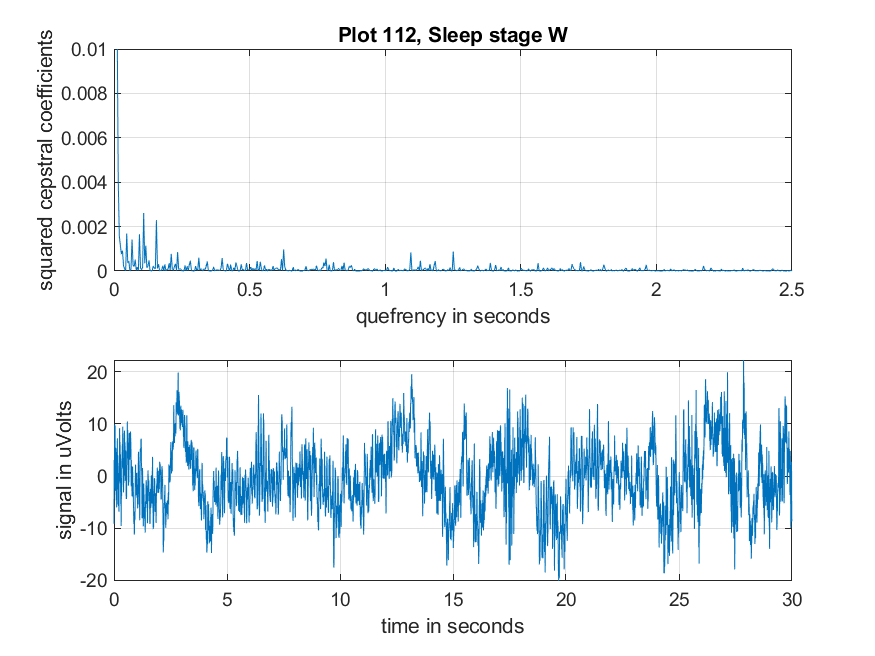 Plot 112, Sleep stage W
squared cepstral coefficients
0.01
0.008
0.006
0.004
0.002
0
0 0.5 1 1.5 2 2.5
quefrency in seconds
signal in uVolts
20
10
0
-10
-20
0 5 10 15 20 25 30
time in seconds